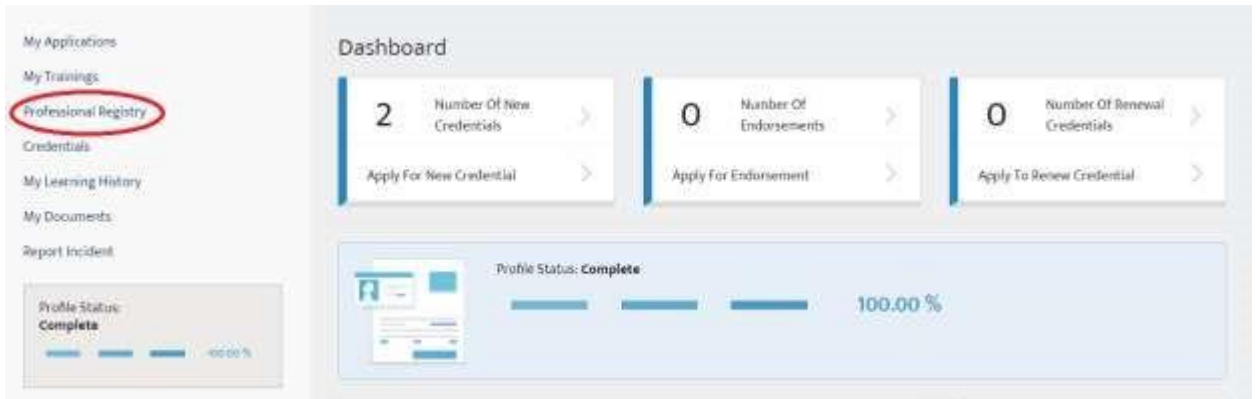 My Applications
My Trainings
Professional Registry
Credentials
My Learning History
My Documents
Report Incident
Profile Status:
Complete
100.00 %
Dashboard
2
Number Of New
Credentials
Apply For New Credential
0
Number Of
Endorsements
Apply For Endorsement
0
Number Of Renewal
Credentials
Apply To Renew Credential
Profile Status: Complete
100.00 %